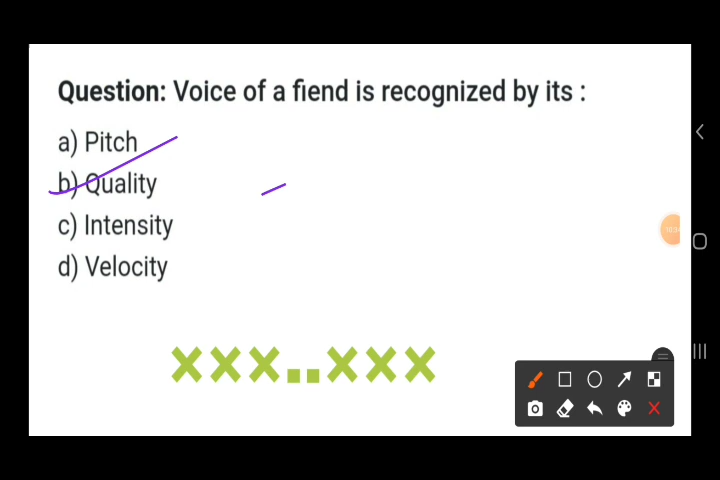 Question: Voice of a fiend is recognized by its :
a) Pitch
b) Quality
c) Intensity
d) Velocity
xxx..xxx